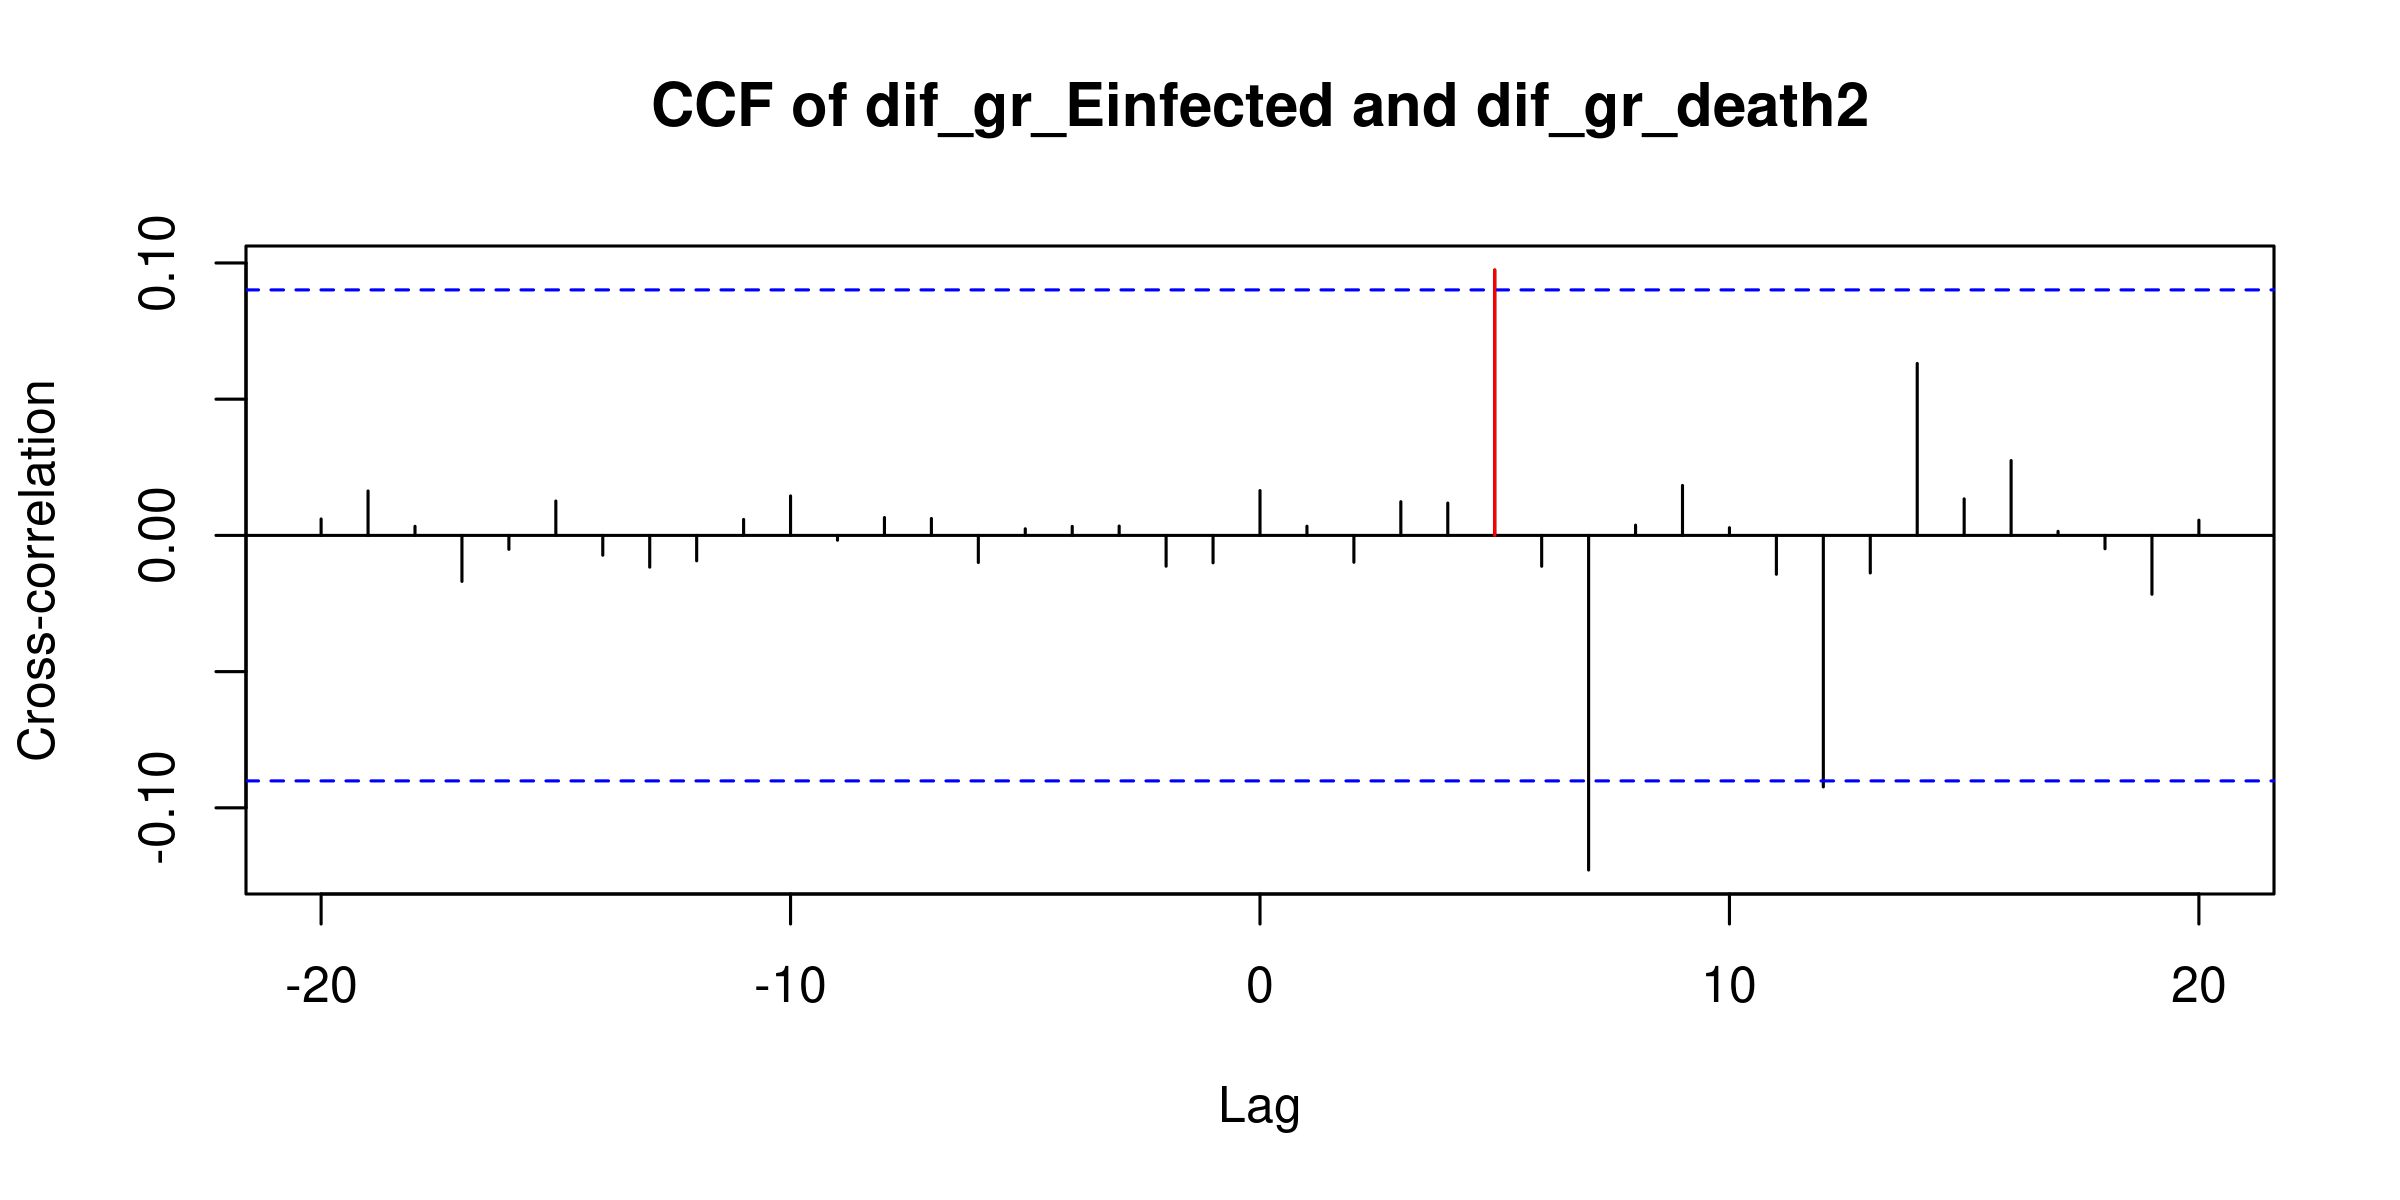 CCF of dif_gr_Einfected and dif_gr_death2
Cross-correlation
0.10
0.00
-0.10
-20 -10 0 10 20
Lag